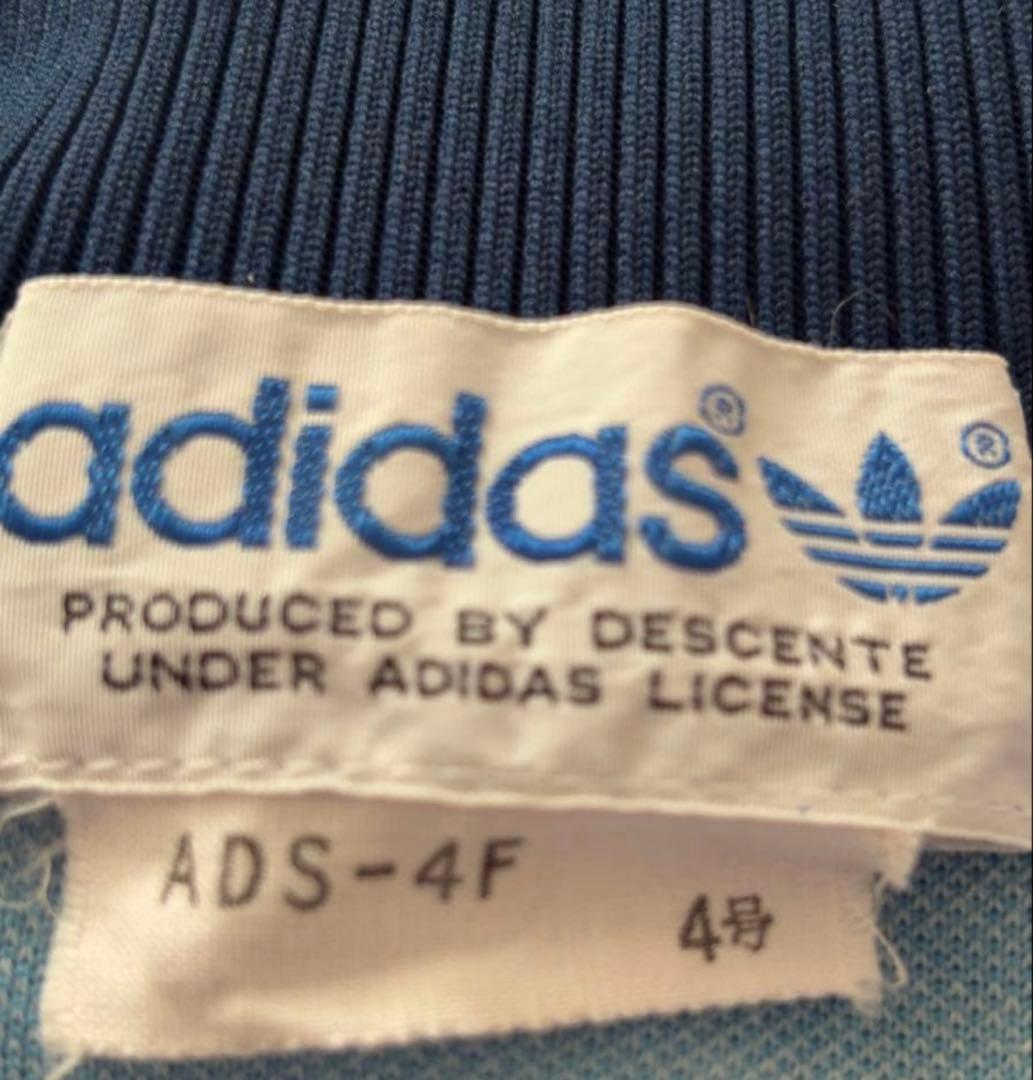 adidas® ®
PRODUCED BY DESCENTE
UNDER ADIDAS LICENSE
ADS-4F
4号